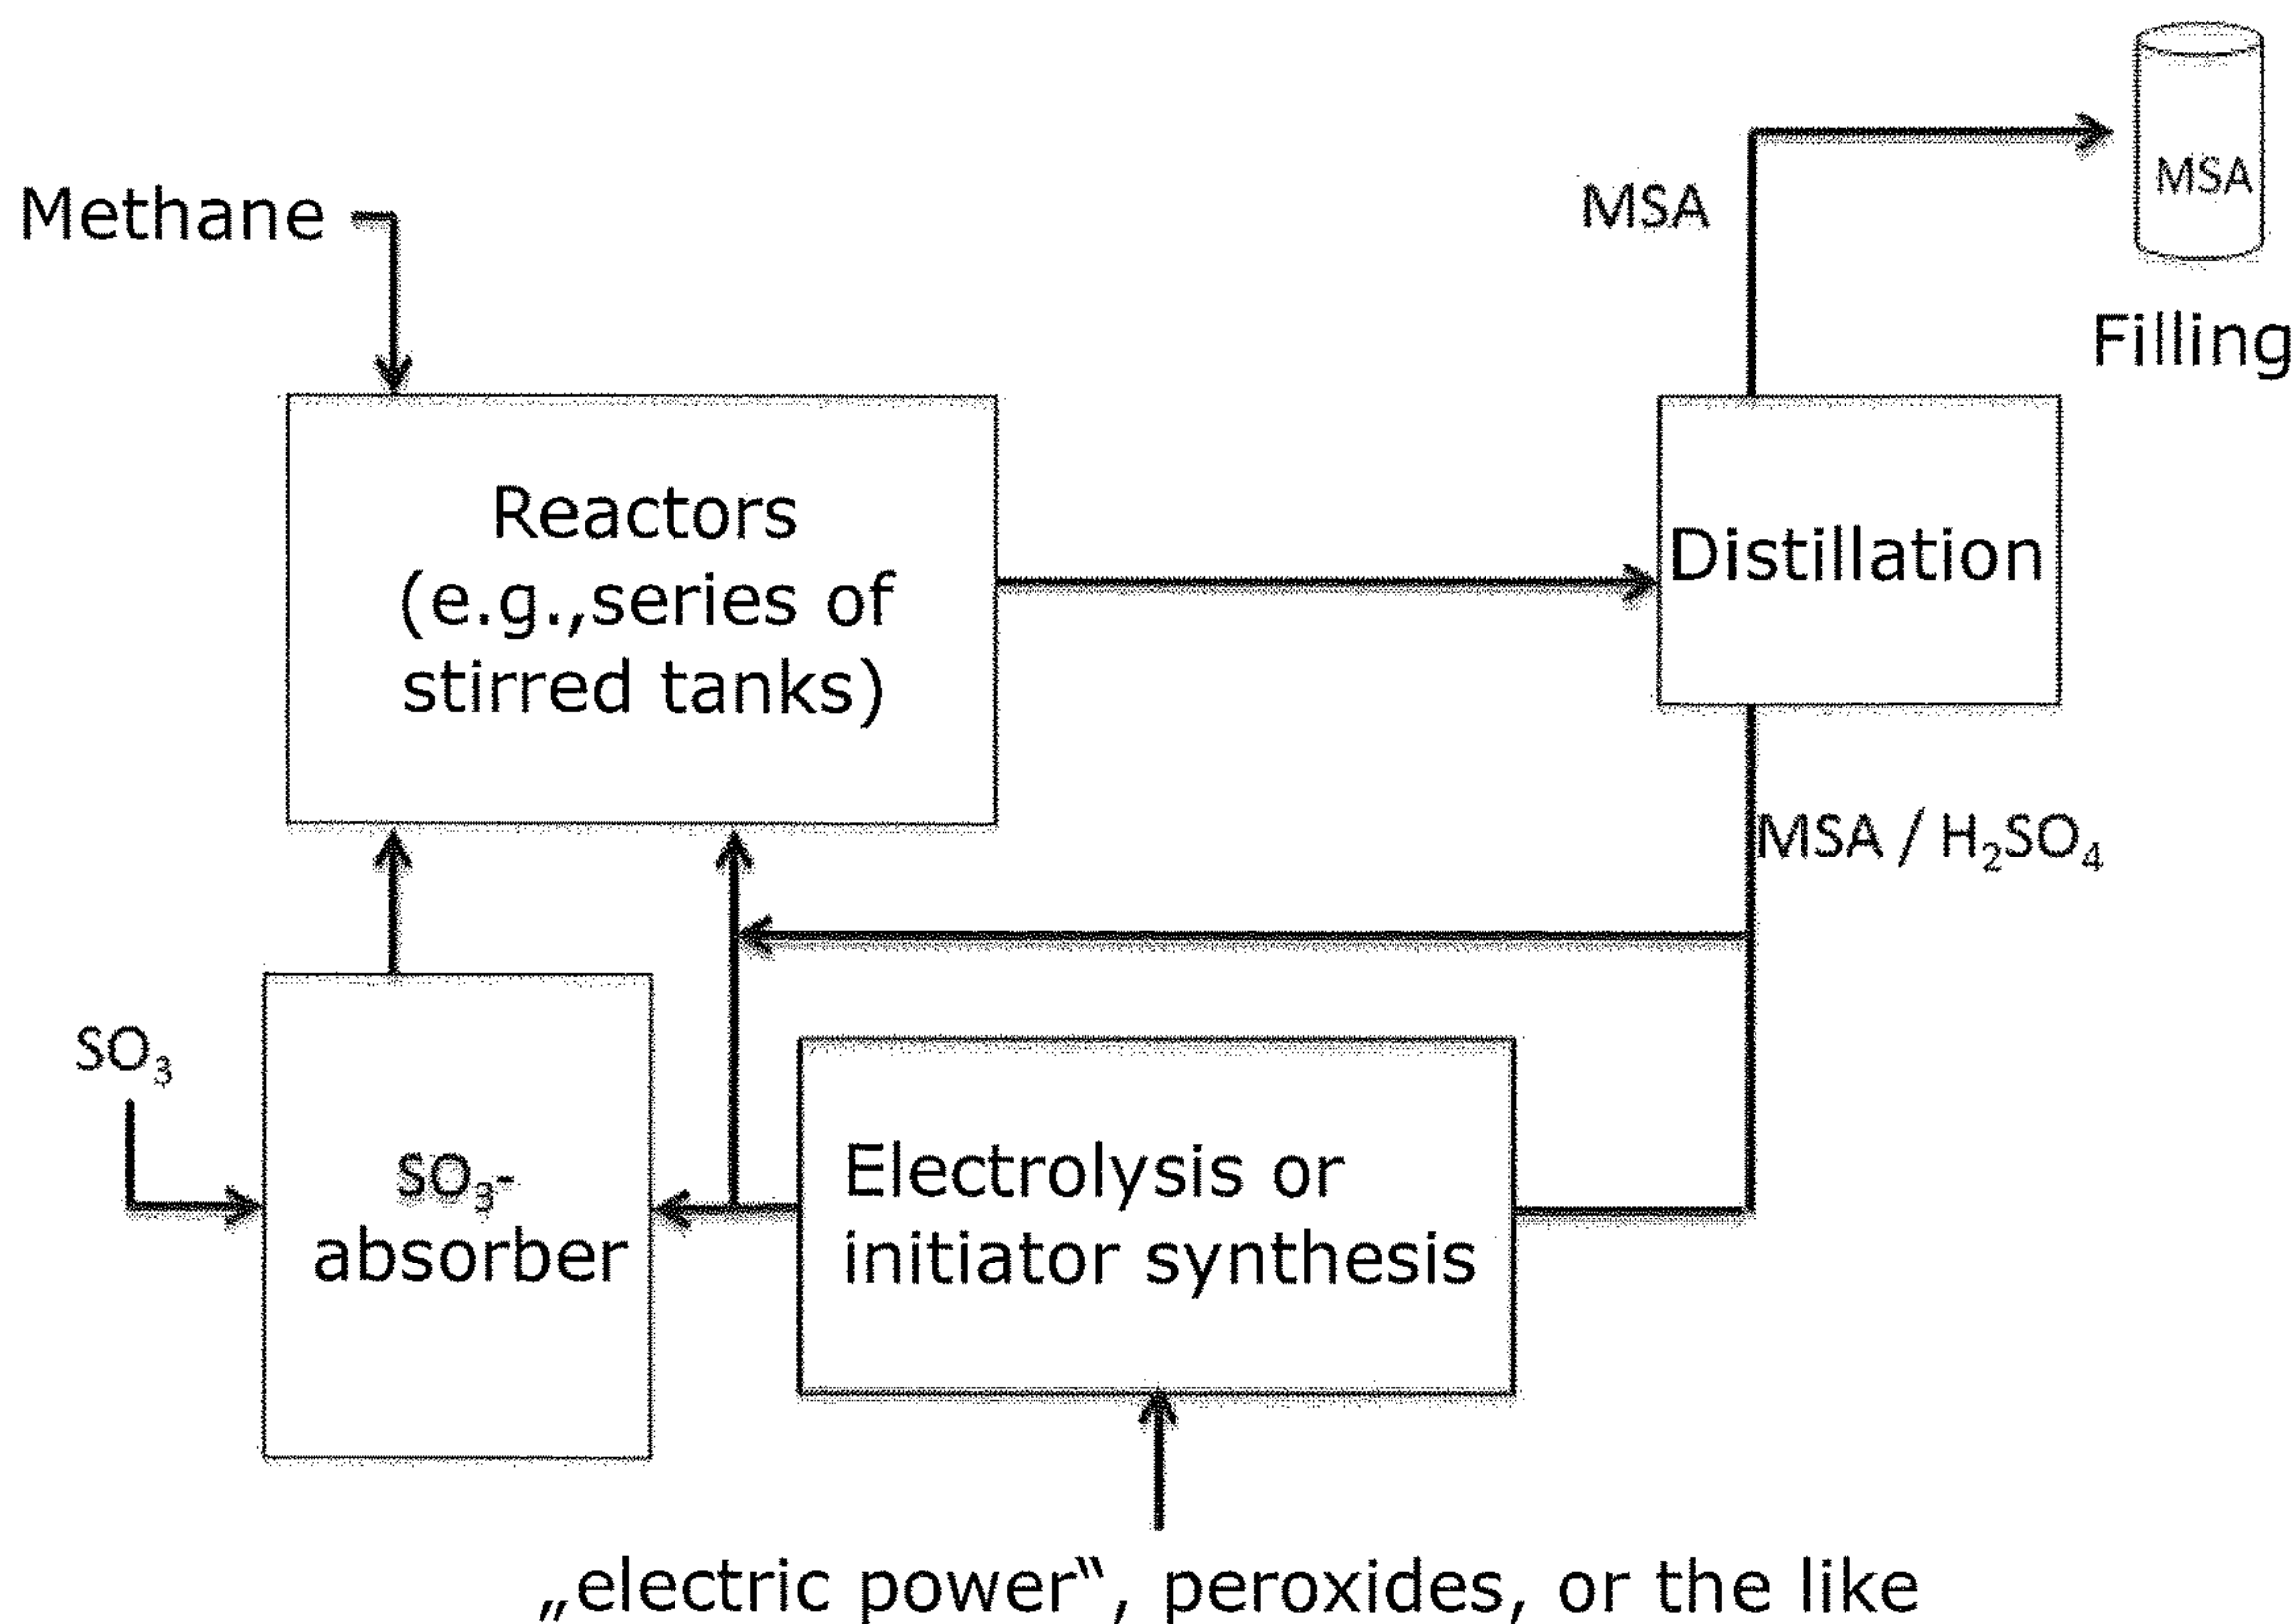 MSA
MSA
Methane
Filling
Reactors
(e.g.,series of
stirred tanks)
Distillation
MSA / H₂SO₄
SO₃
SO₃-
absorber
Electrolysis or
initiator synthesis
„electric power“, peroxides, or the like